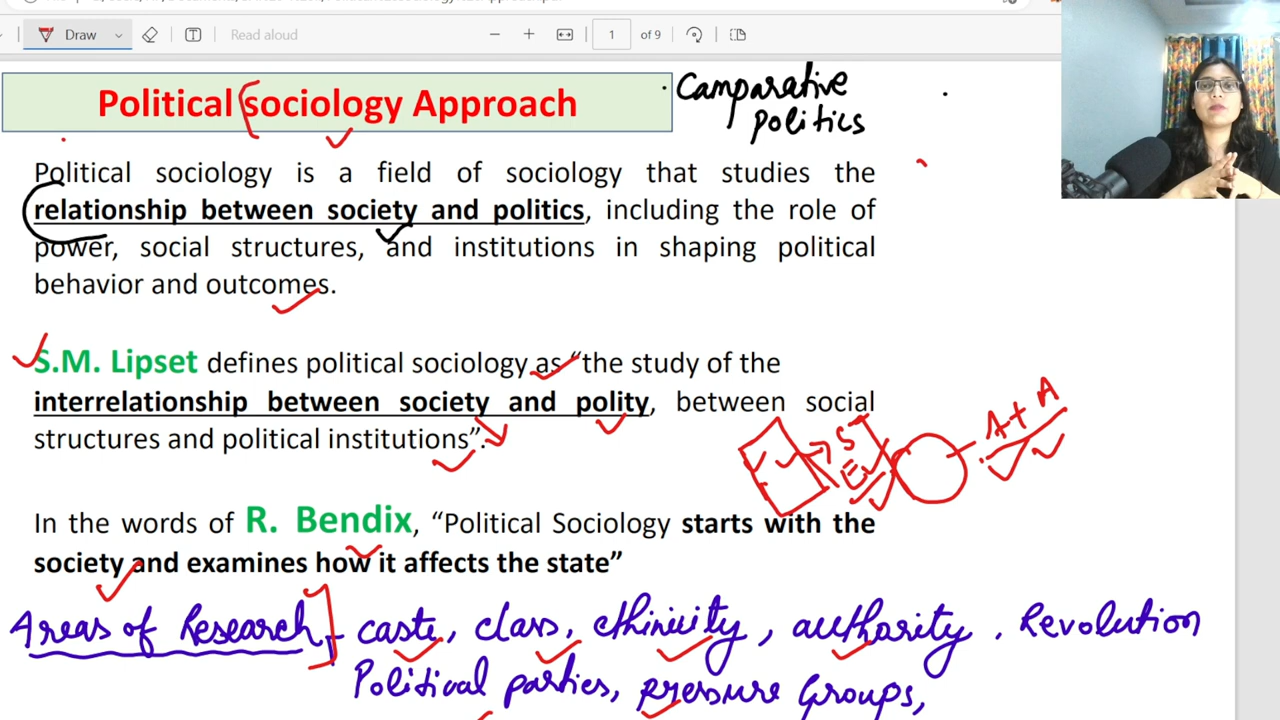 Draw
Read aloud
1 of 9
Political sociology Approach
Comparative
Politics
Political sociology is a field of sociology that studies the
relationship between society and politics, including the role of
power, social structures, and institutions in shaping political
behavior and outcomes.
S.M. Lipset defines political sociology as “the study of the
interrelationship between society and polity, between social
structures and political institutions”.
A+A
In the words of R. Bendix, “Political Sociology starts with the
society and examines how it affects the state”
Areas of Research - caste, class, ethinicity, authority. Revolution
Political parties, pressure Groups,